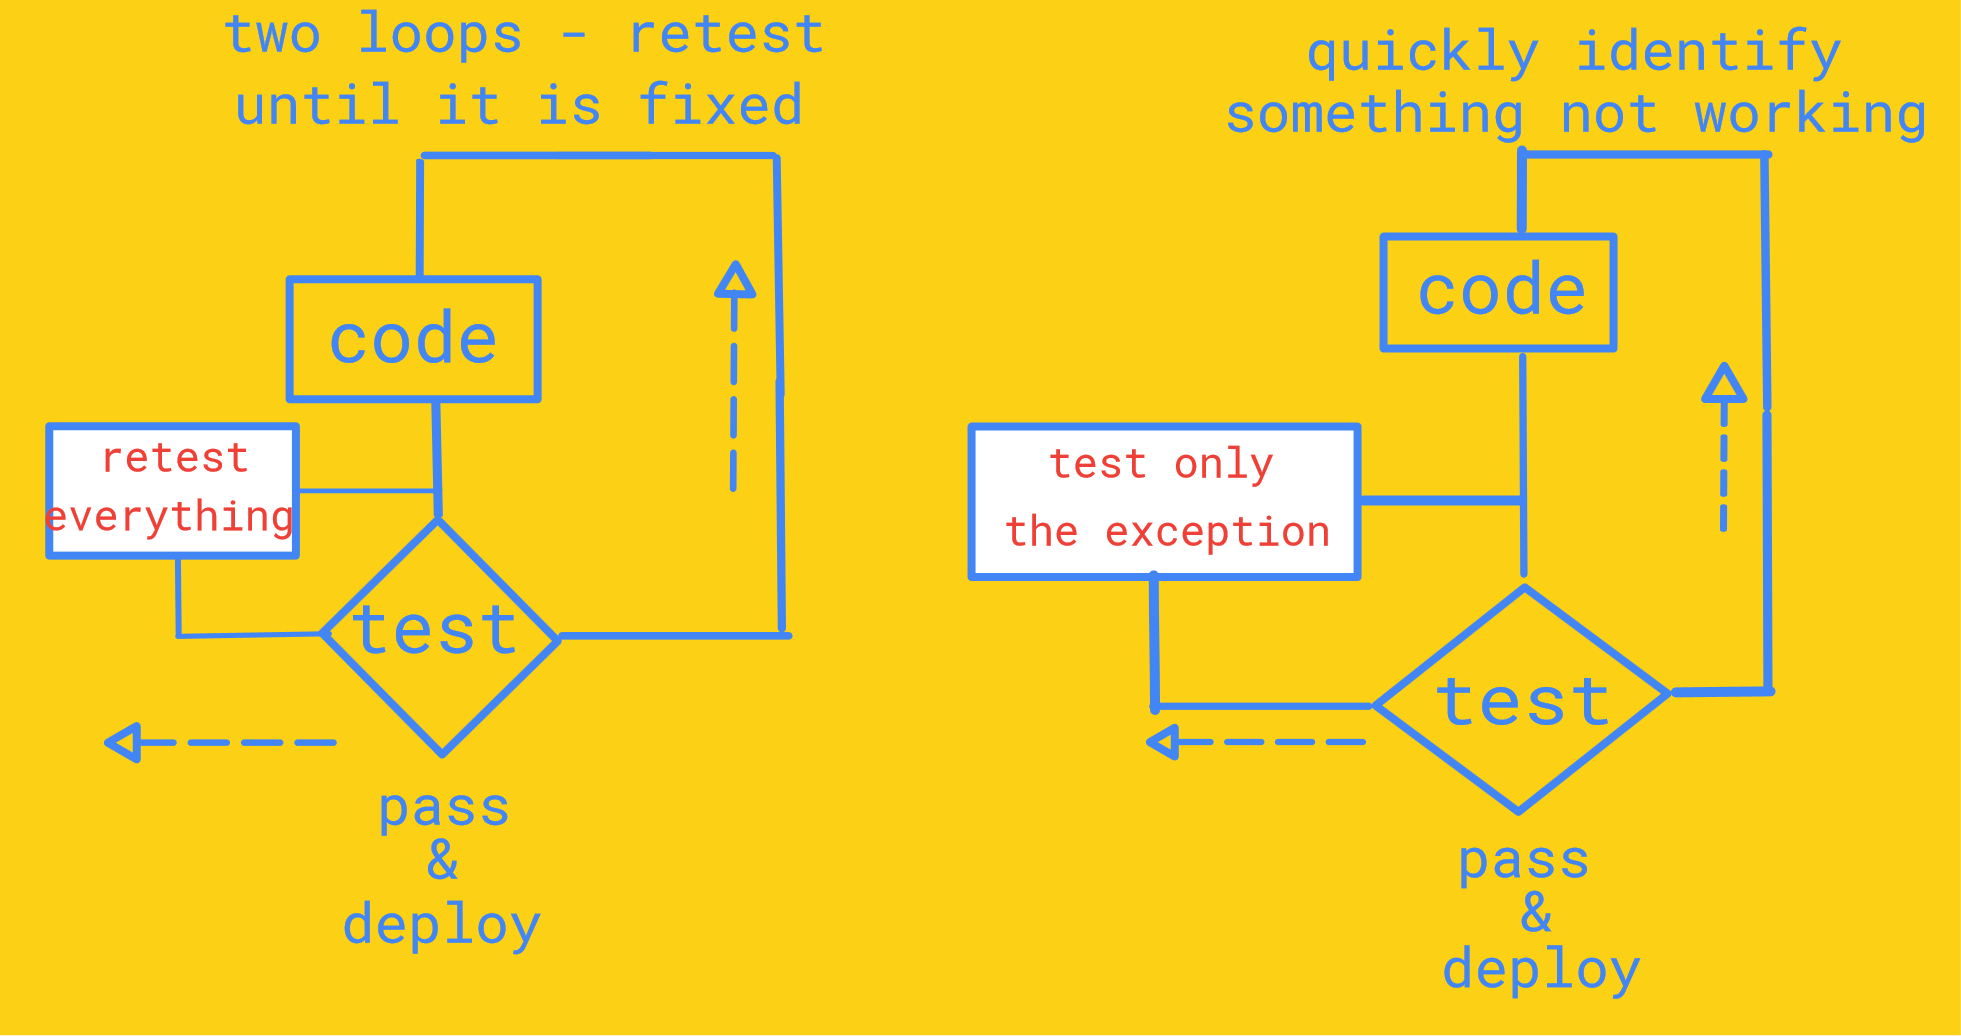 two loops - retest
until it is fixed
code
retest
everything
test
pass
&
deploy
quickly identify
something not working
code
test only
the exception
test
pass
&
deploy